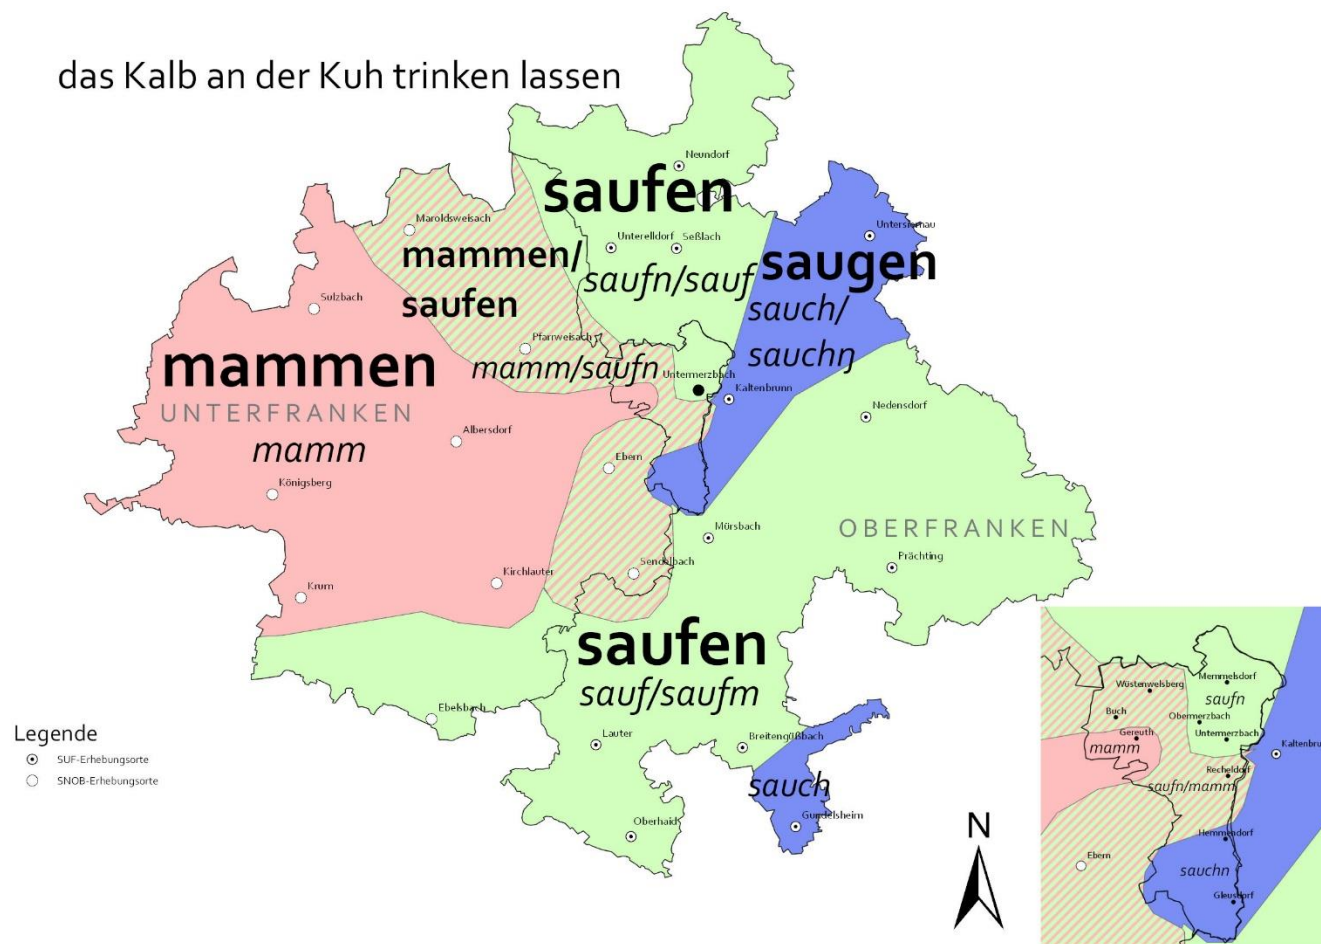 das Kalb an der Kuh trinken lassen
Neundorf
saufen
Maroldsweisach
Unterelldorf
Seßlach
Untersiemau
mammen/
saufen
saufn/sauf
saugen
sauch/
sauchŋ
Sulzbach
Pfarrweisach
mamm/saufn
mammen
UNTERFRANKEN
mamm
Untermerzbach
Kaltenbrunn
Nedensdorf
Albersdorf
Ebern
Königsberg
Mürsbach
OBERFRANKEN
Prächting
Sendelbach
Kirchlauter
Krum
saufen
sauf/saufm
Ebelsbach
Lauter
Breitengüßbach
sauch
Gundelsheim
Oberhaid
Legende
SUF-Erhebungsorte
SNOB-Erhebungsorte
N
Wüstenwelsberg
Memmelsdorf
saufn
Buch
Obermerzbach
Gereuth
Untermerzbach
mamm
Kaltenbrun
Recheldorf
saufn/mamm
Hemmendorf
Ebern
sauchn
Gleusdorf